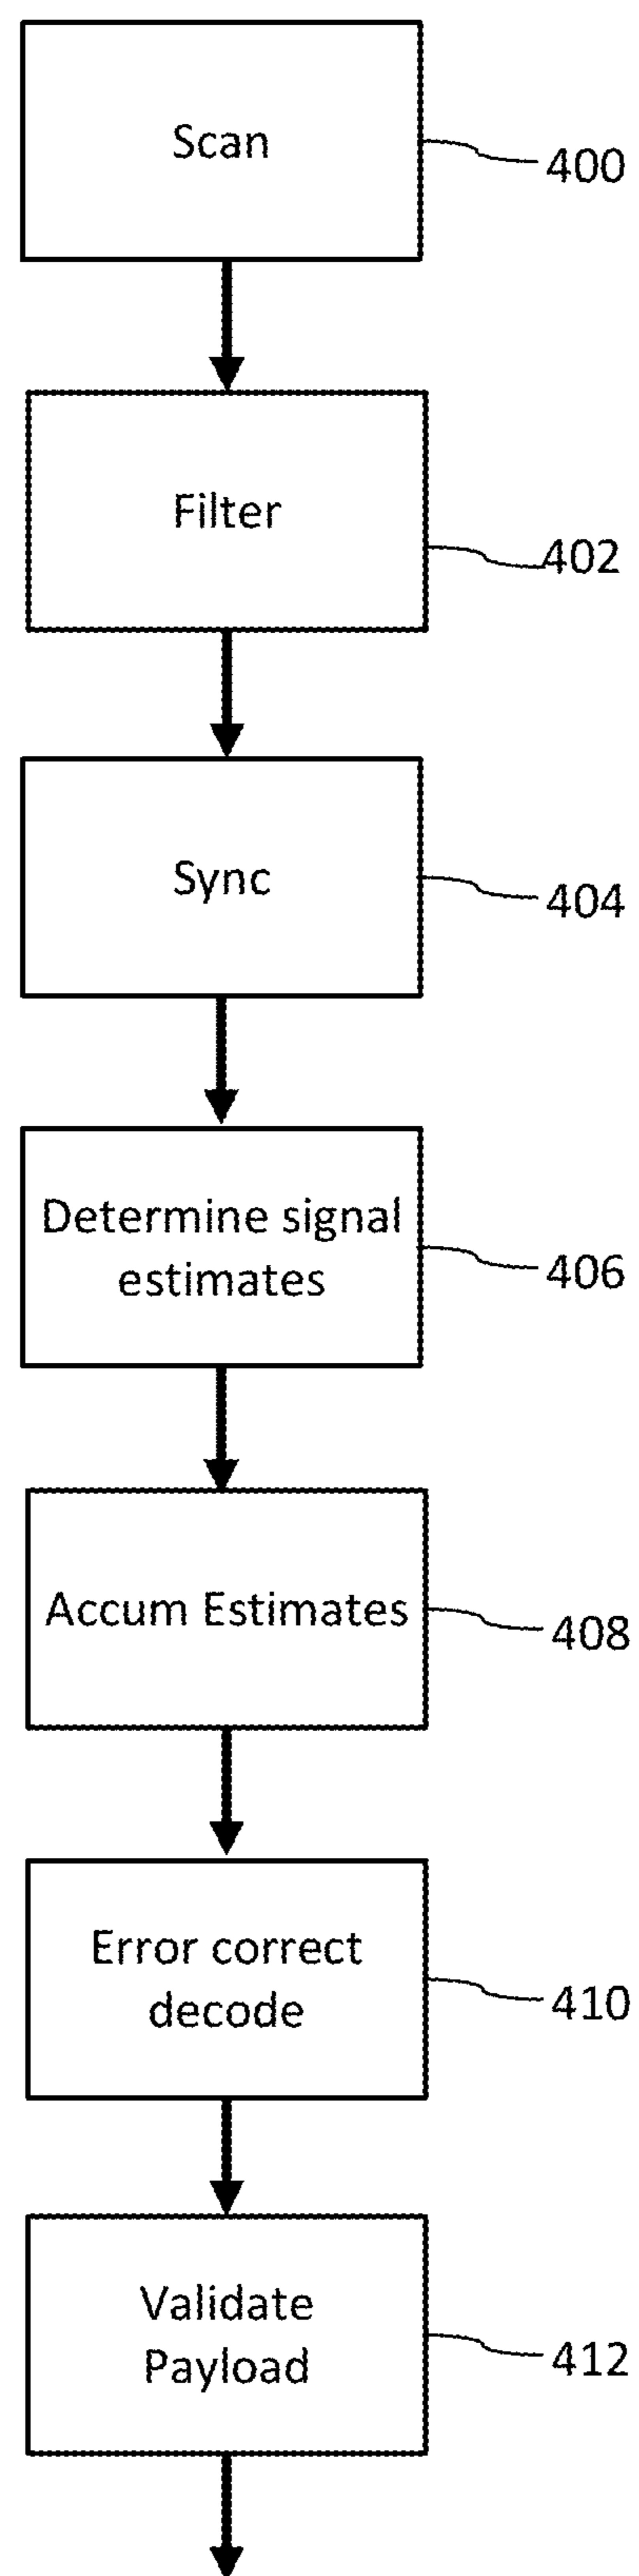 Scan
400
Filter
402
Sync
404
Determine signal
estimates
406
Accum Estimates
408
Error correct
decode
410
Validate
Payload
412